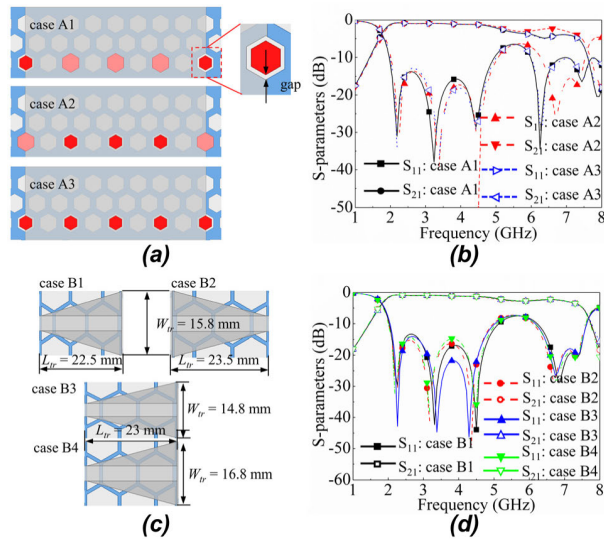 case A1
gap
case A2
case A3
(a)
0
-10
-20
-30
-40
-50
S-parameters (dB)
1 2 3 4 5 6 7 8
Frequency (GHz)
S₁₁: case A1
S₂₁: case A1
S₁₁: case A2
S₂₁: case A2
S₁₁: case A3
S₂₁: case A3
(b)
case B1
case B2
Wtr = 15.8 mm
Ltr = 22.5 mm
Ltr = 23.5 mm
case B3
Ltr = 23 mm
case B4
Wtr = 14.8 mm
Wtr = 16.8 mm
(c)
0
-10
-20
-30
-40
-50
-60
S-parameters (dB)
1 2 3 4 5 6 7 8
Frequency (GHz)
S₁₁: case B1
S₂₁: case B1
S₁₁: case B2
S₂₁: case B2
S₁₁: case B3
S₂₁: case B3
S₁₁: case B4
S₂₁: case B4
(d)